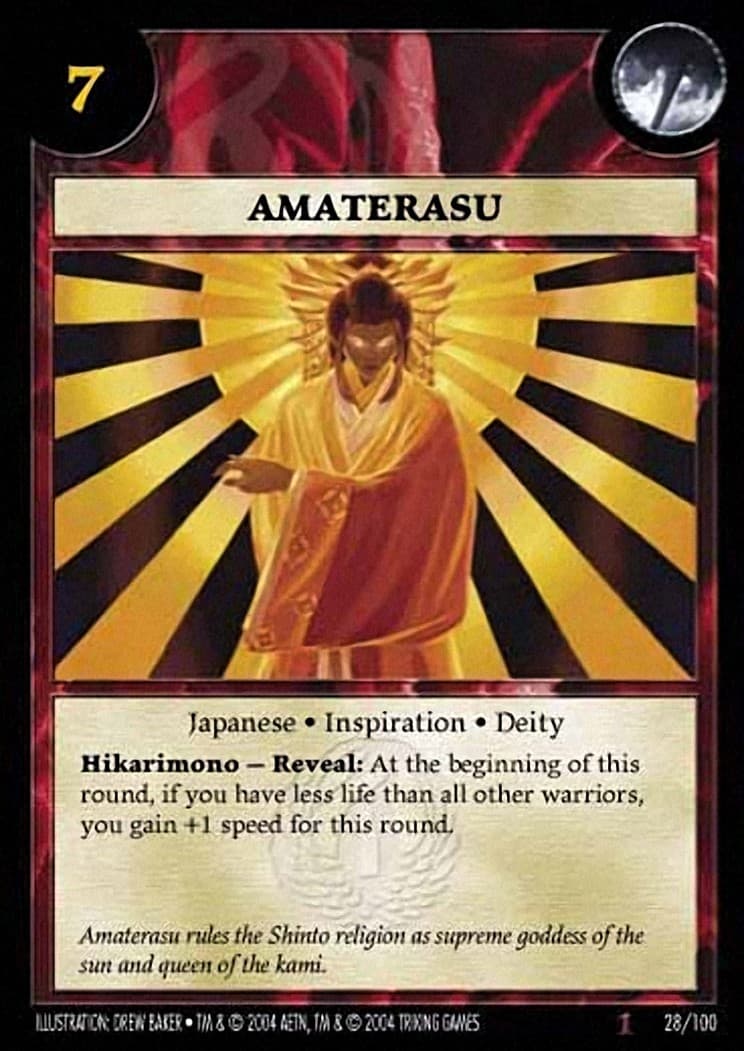 7
AMATERASU
Japanese • Inspiration • Deity
Hikarimono – Reveal: At the beginning of this
round, if you have less life than all other warriors,
you gain +1 speed for this round.
Amaterasu rules the Shinto religion as supreme goddess of the
sun and queen of the kami.
ILLUSTRATION: DREW BAKER • TM & © 2004 AETN, TM & © 2004 TRIKING GAMES
1 28/100